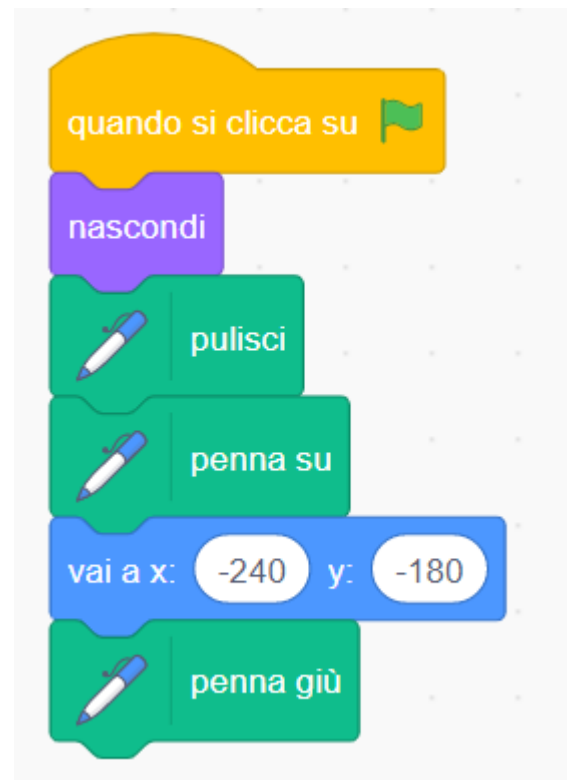 quando si clicca su
nascondi
pulisci
penna su
vai a x: -240 y: -180
penna giù